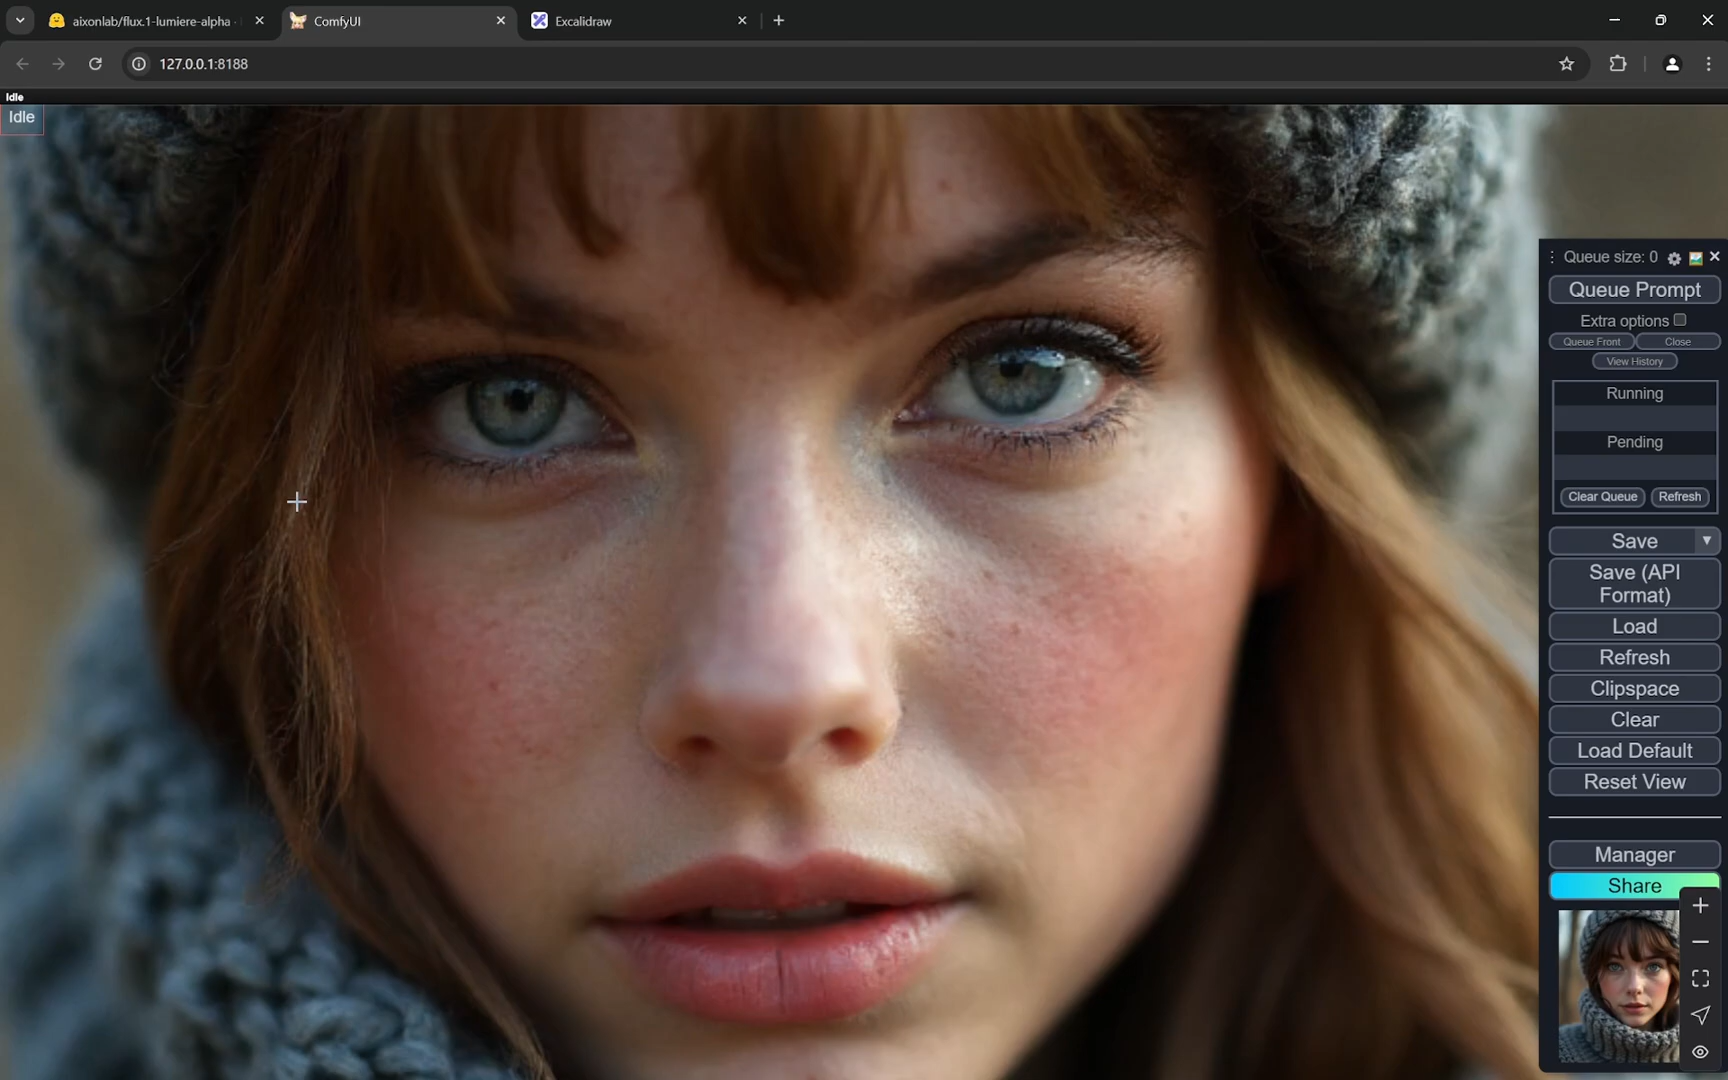 aixonlab/flux.1-lumiere-alpha
ComfyUI
Excalidraw
127.0.0.1:8188
Idle
Idle
Queue size: 0
Queue Prompt
Extra options
Queue Front
Close
View History
Running
Pending
Clear Queue
Refresh
Save
Save (API
Format)
Load
Refresh
Clipspace
Clear
Load Default
Reset View
Manager
Share